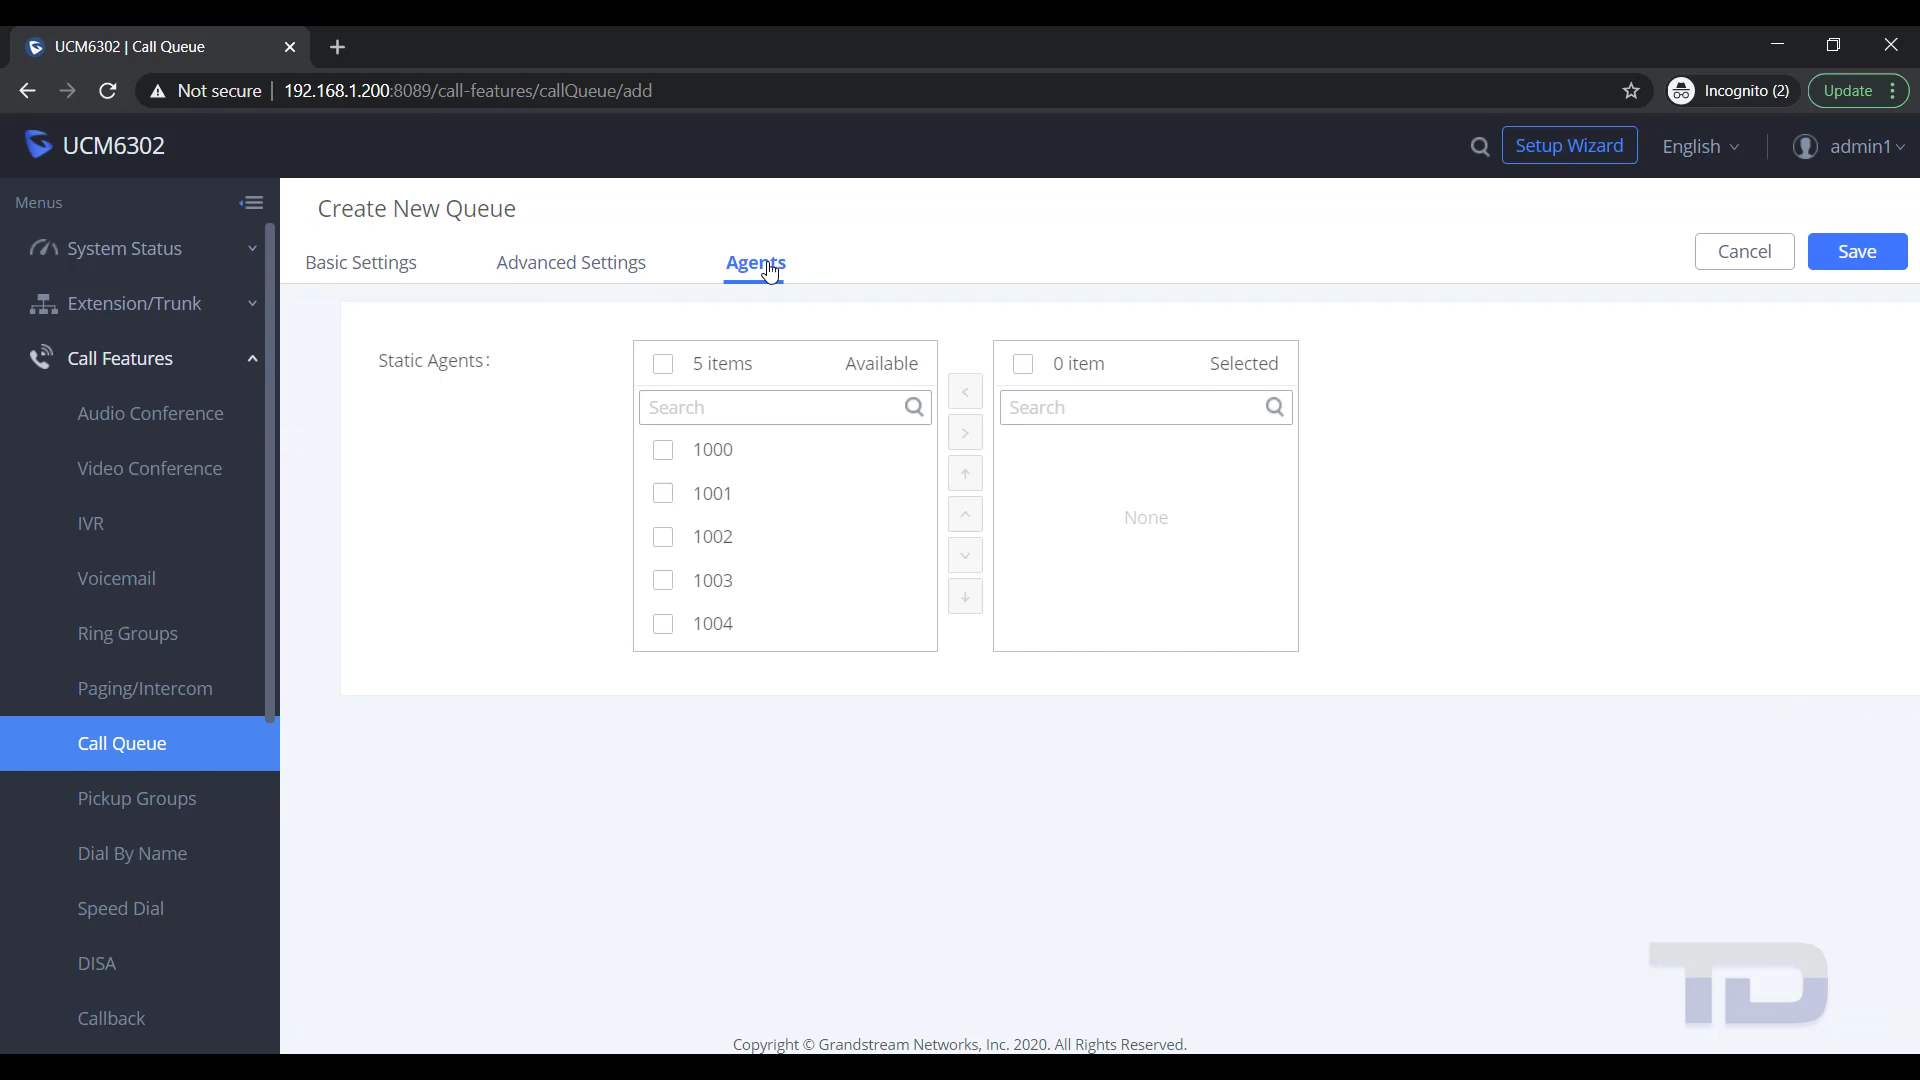 UCM6302 | Call Queue
Not secure
192.168.1.200:8089/call-features/callQueue/add
Incognito (2)
Update
UCM6302
Setup Wizard
English
admin1
Menus
System Status
Extension/Trunk
Call Features
Audio Conference
Video Conference
IVR
Voicemail
Ring Groups
Paging/Intercom
Call Queue
Pickup Groups
Dial By Name
Speed Dial
DISA
Callback
Create New Queue
Cancel
Save
Basic Settings
Advanced Settings
Agents
Static Agents:
5 items
Available
Search
1000
1001
1002
1003
1004
0 item
Selected
Search
None
TD
Copyright © Grandstream Networks, Inc. 2020. All Rights Reserved.